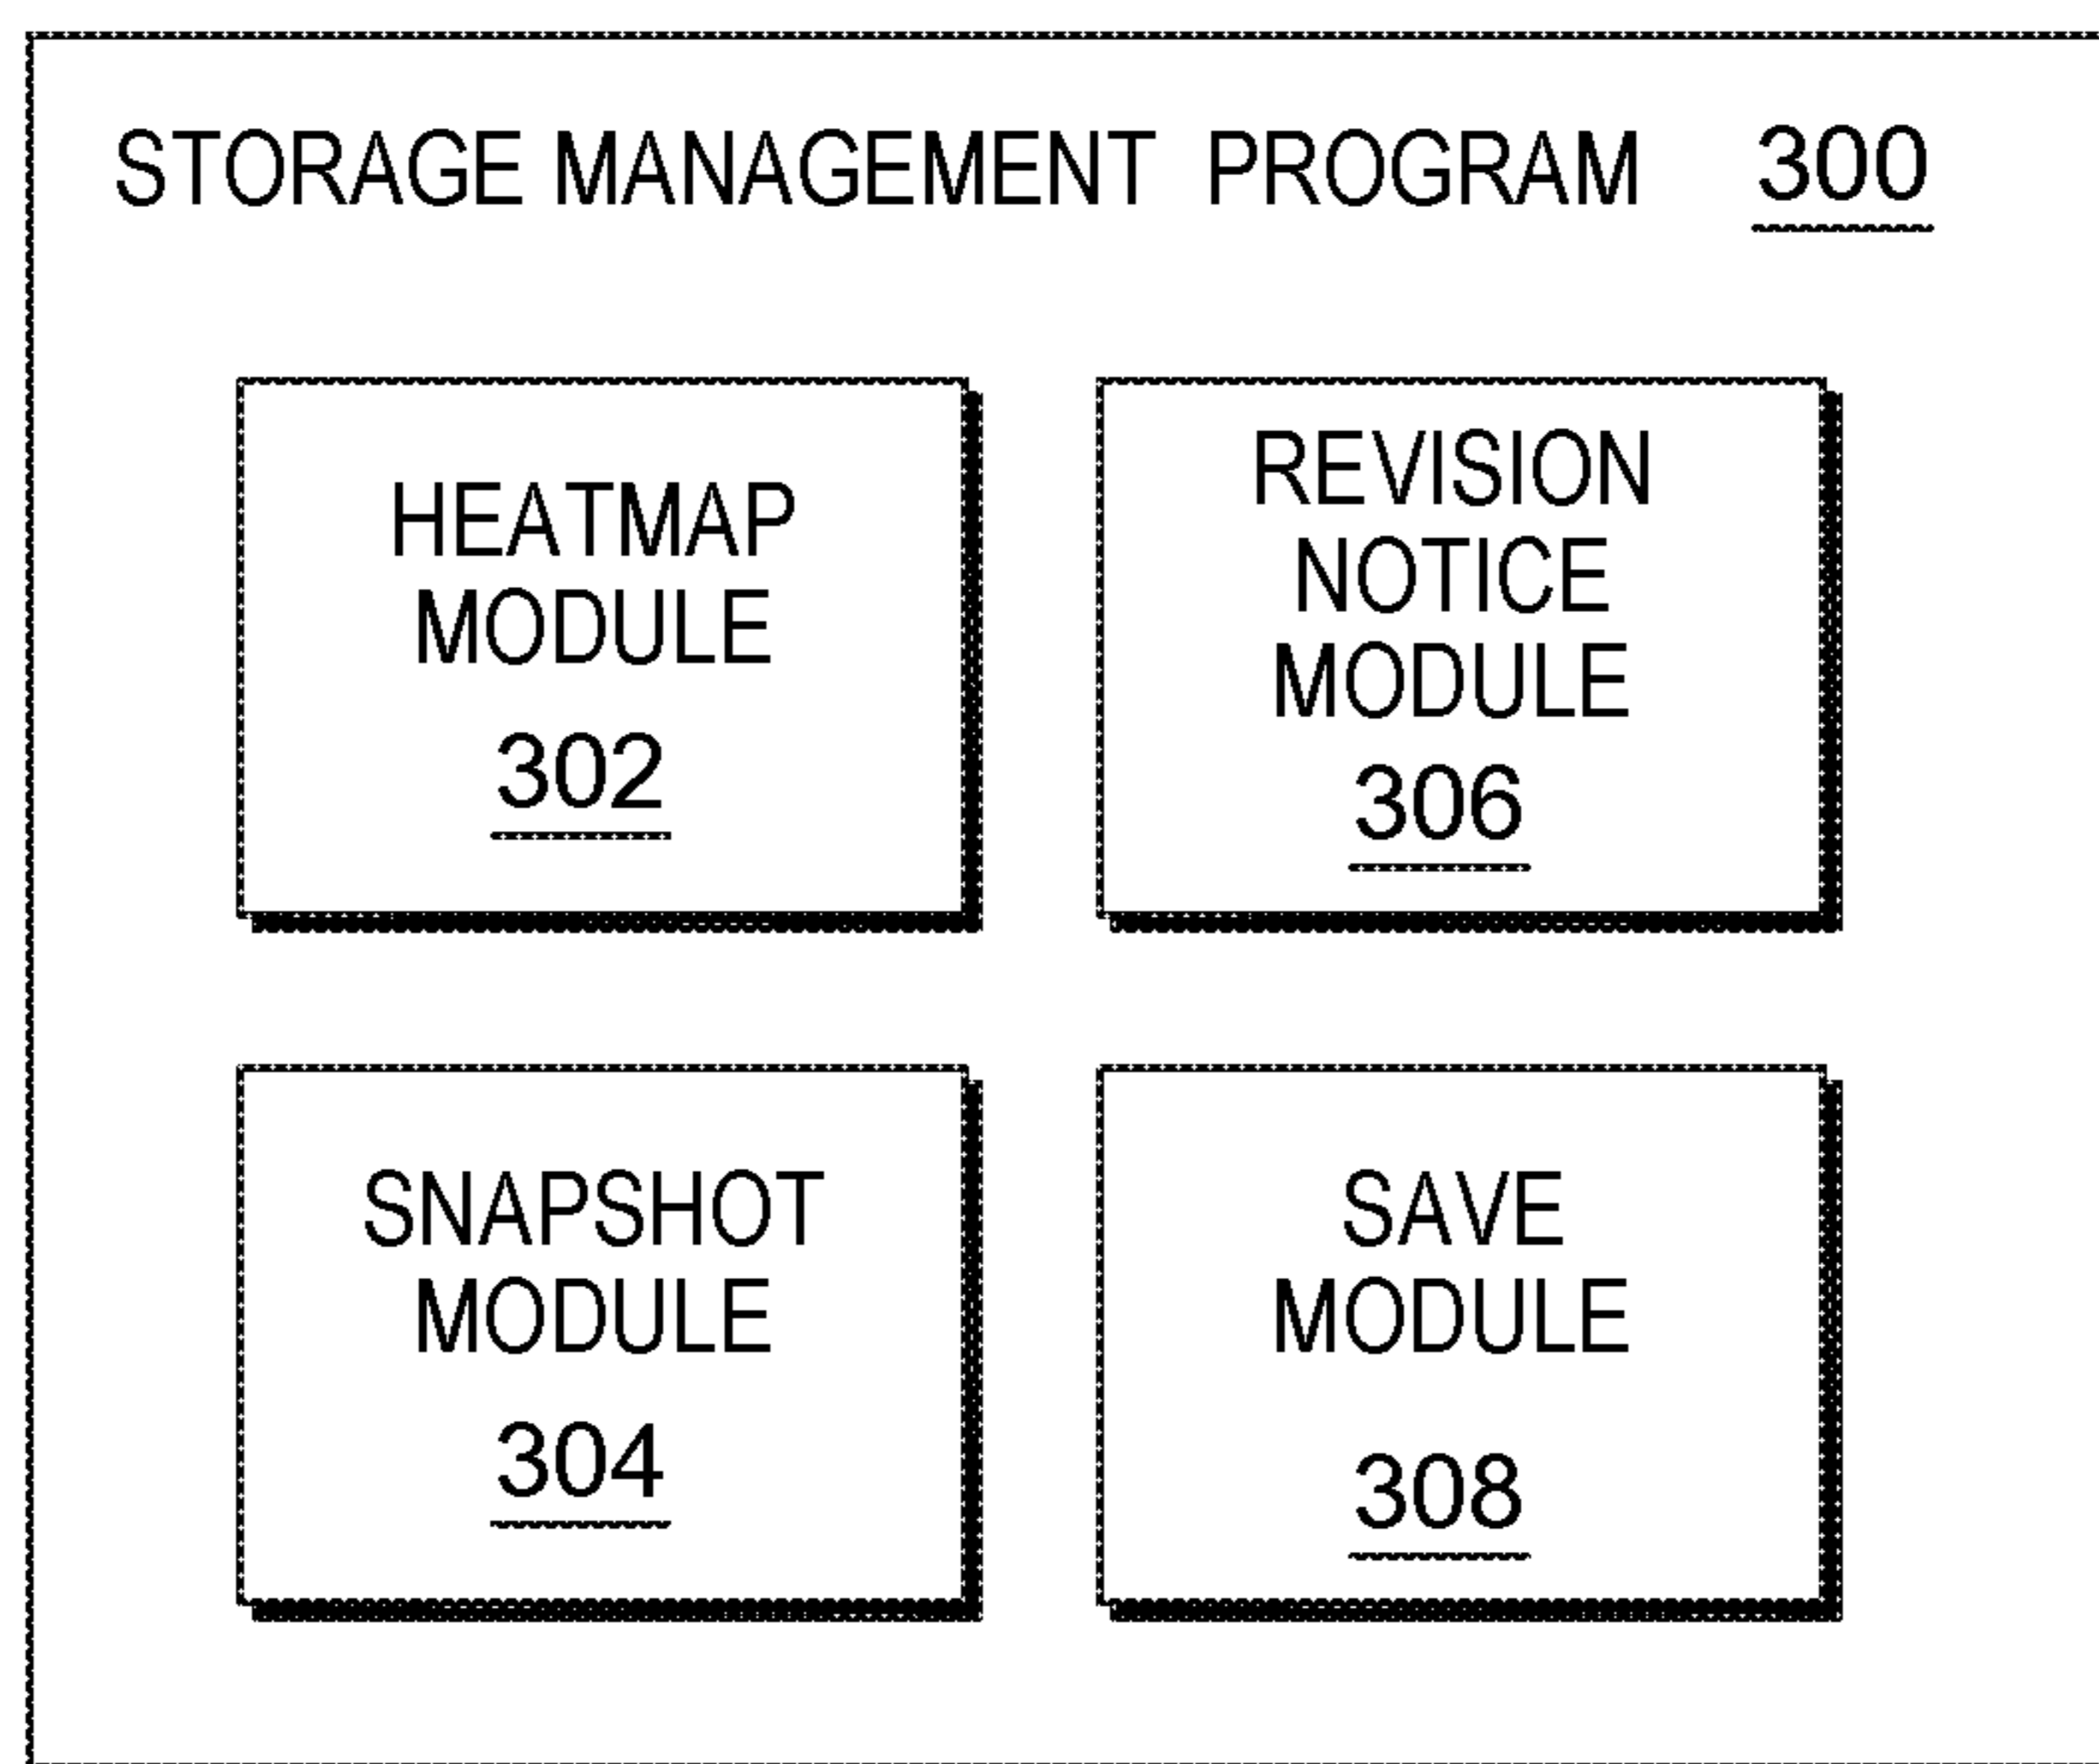 STORAGE MANAGEMENT PROGRAM 300
HEATMAP
MODULE
302
REVISION
NOTICE
MODULE
306
SNAPSHOT
MODULE
304
SAVE
MODULE
308